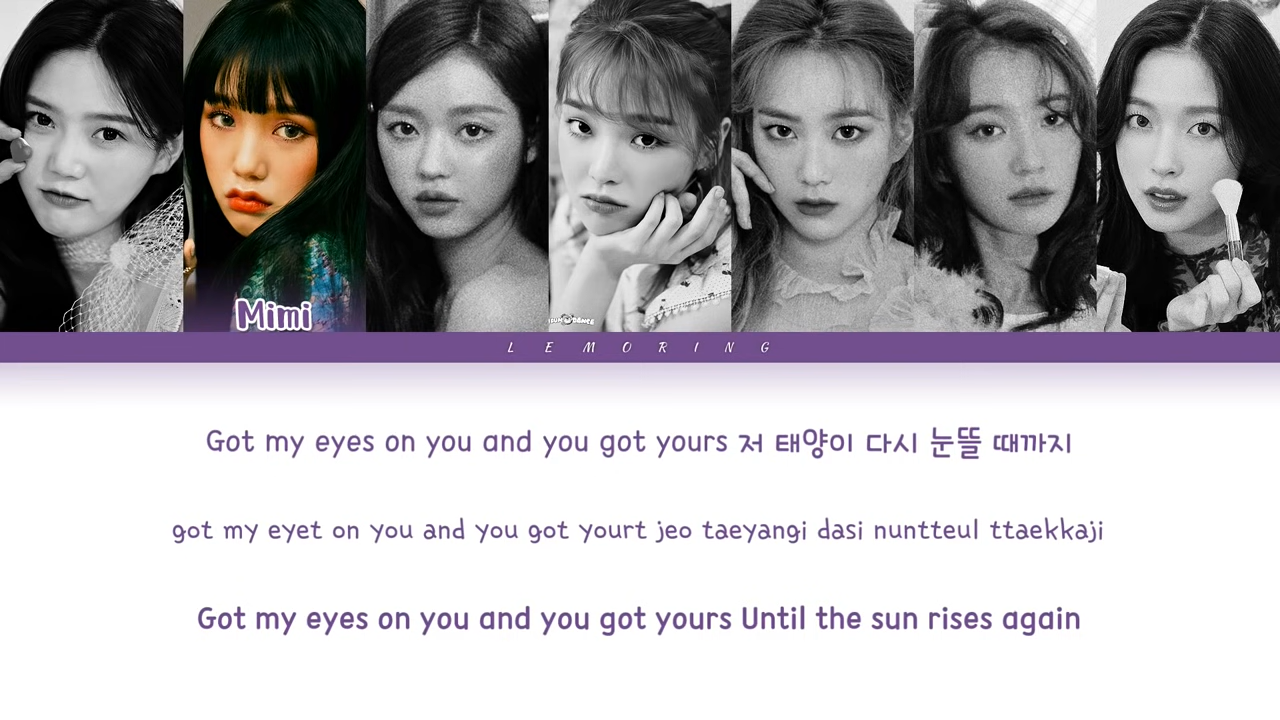 Mimi
L E M O R I N G
Got my eyes on you and you got yours 저 태양이 다시 눈뜰 때까지
got my eyet on you and you got yourt jeo taeyangi dasi nuntteul ttaekkaji
Got my eyes on you and you got yours Until the sun rises again